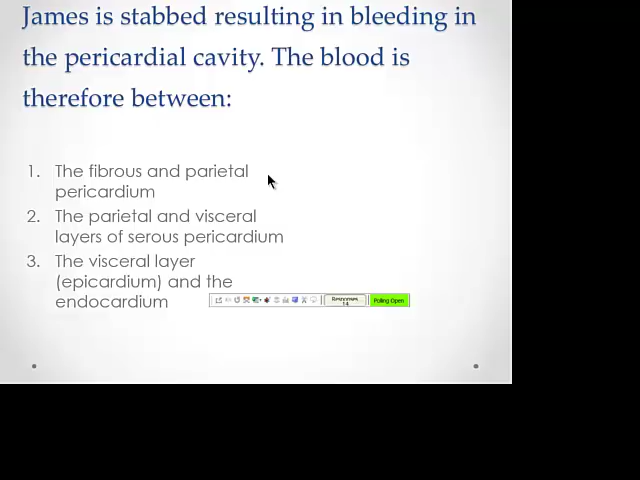 James is stabbed resulting in bleeding in
the pericardial cavity. The blood is
therefore between:
1. The fibrous and parietal
pericardium
2. The parietal and visceral
layers of serous pericardium
3. The visceral layer
(epicardium) and the
endocardium
Responses
14
Polling Open